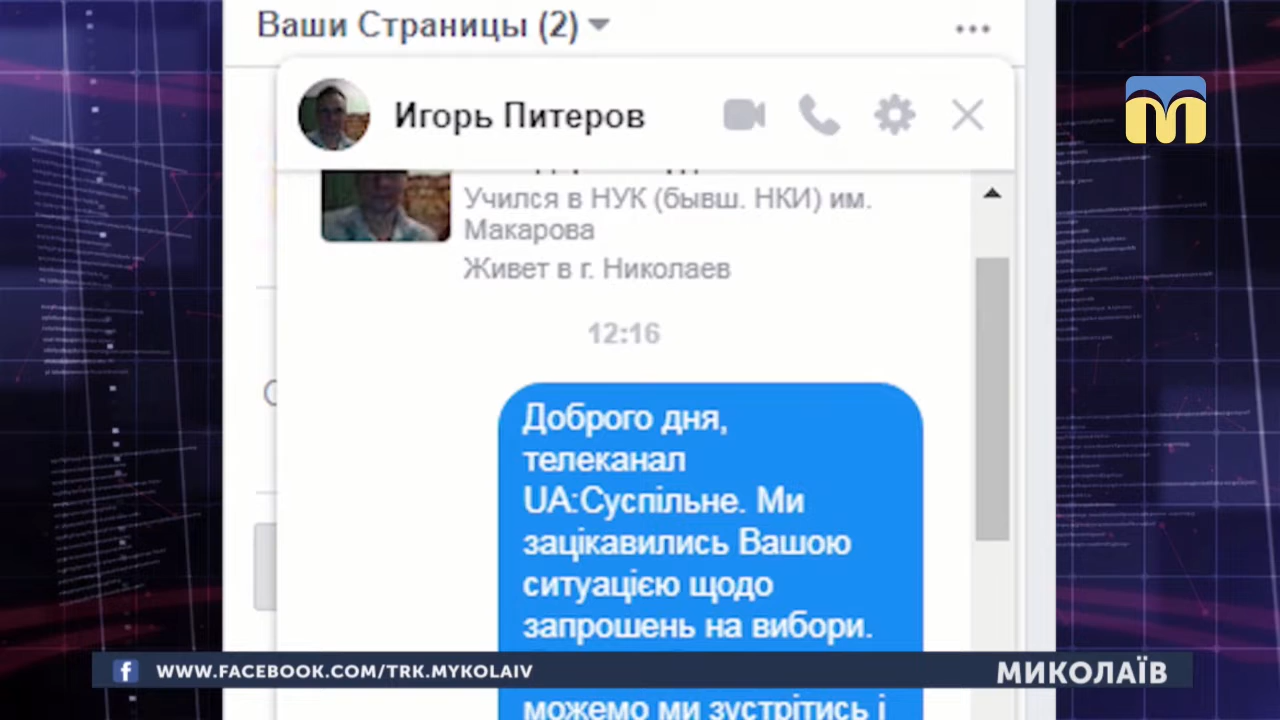 Ваши Страницы (2)
Игорь Питеров
Учился в НУК (бывш. НКИ) им.
Макарова
Живет в г. Николаев
12:16
Доброго дня,
телеканал
UA:Суспільне. Ми
зацікавились Вашою
ситуацією щодо
запрошень на вибори.
можемо ми зустрітись і
WWW.FACEBOOK.COM/TRK.MYKOLAIV
МИКОЛАЇВ